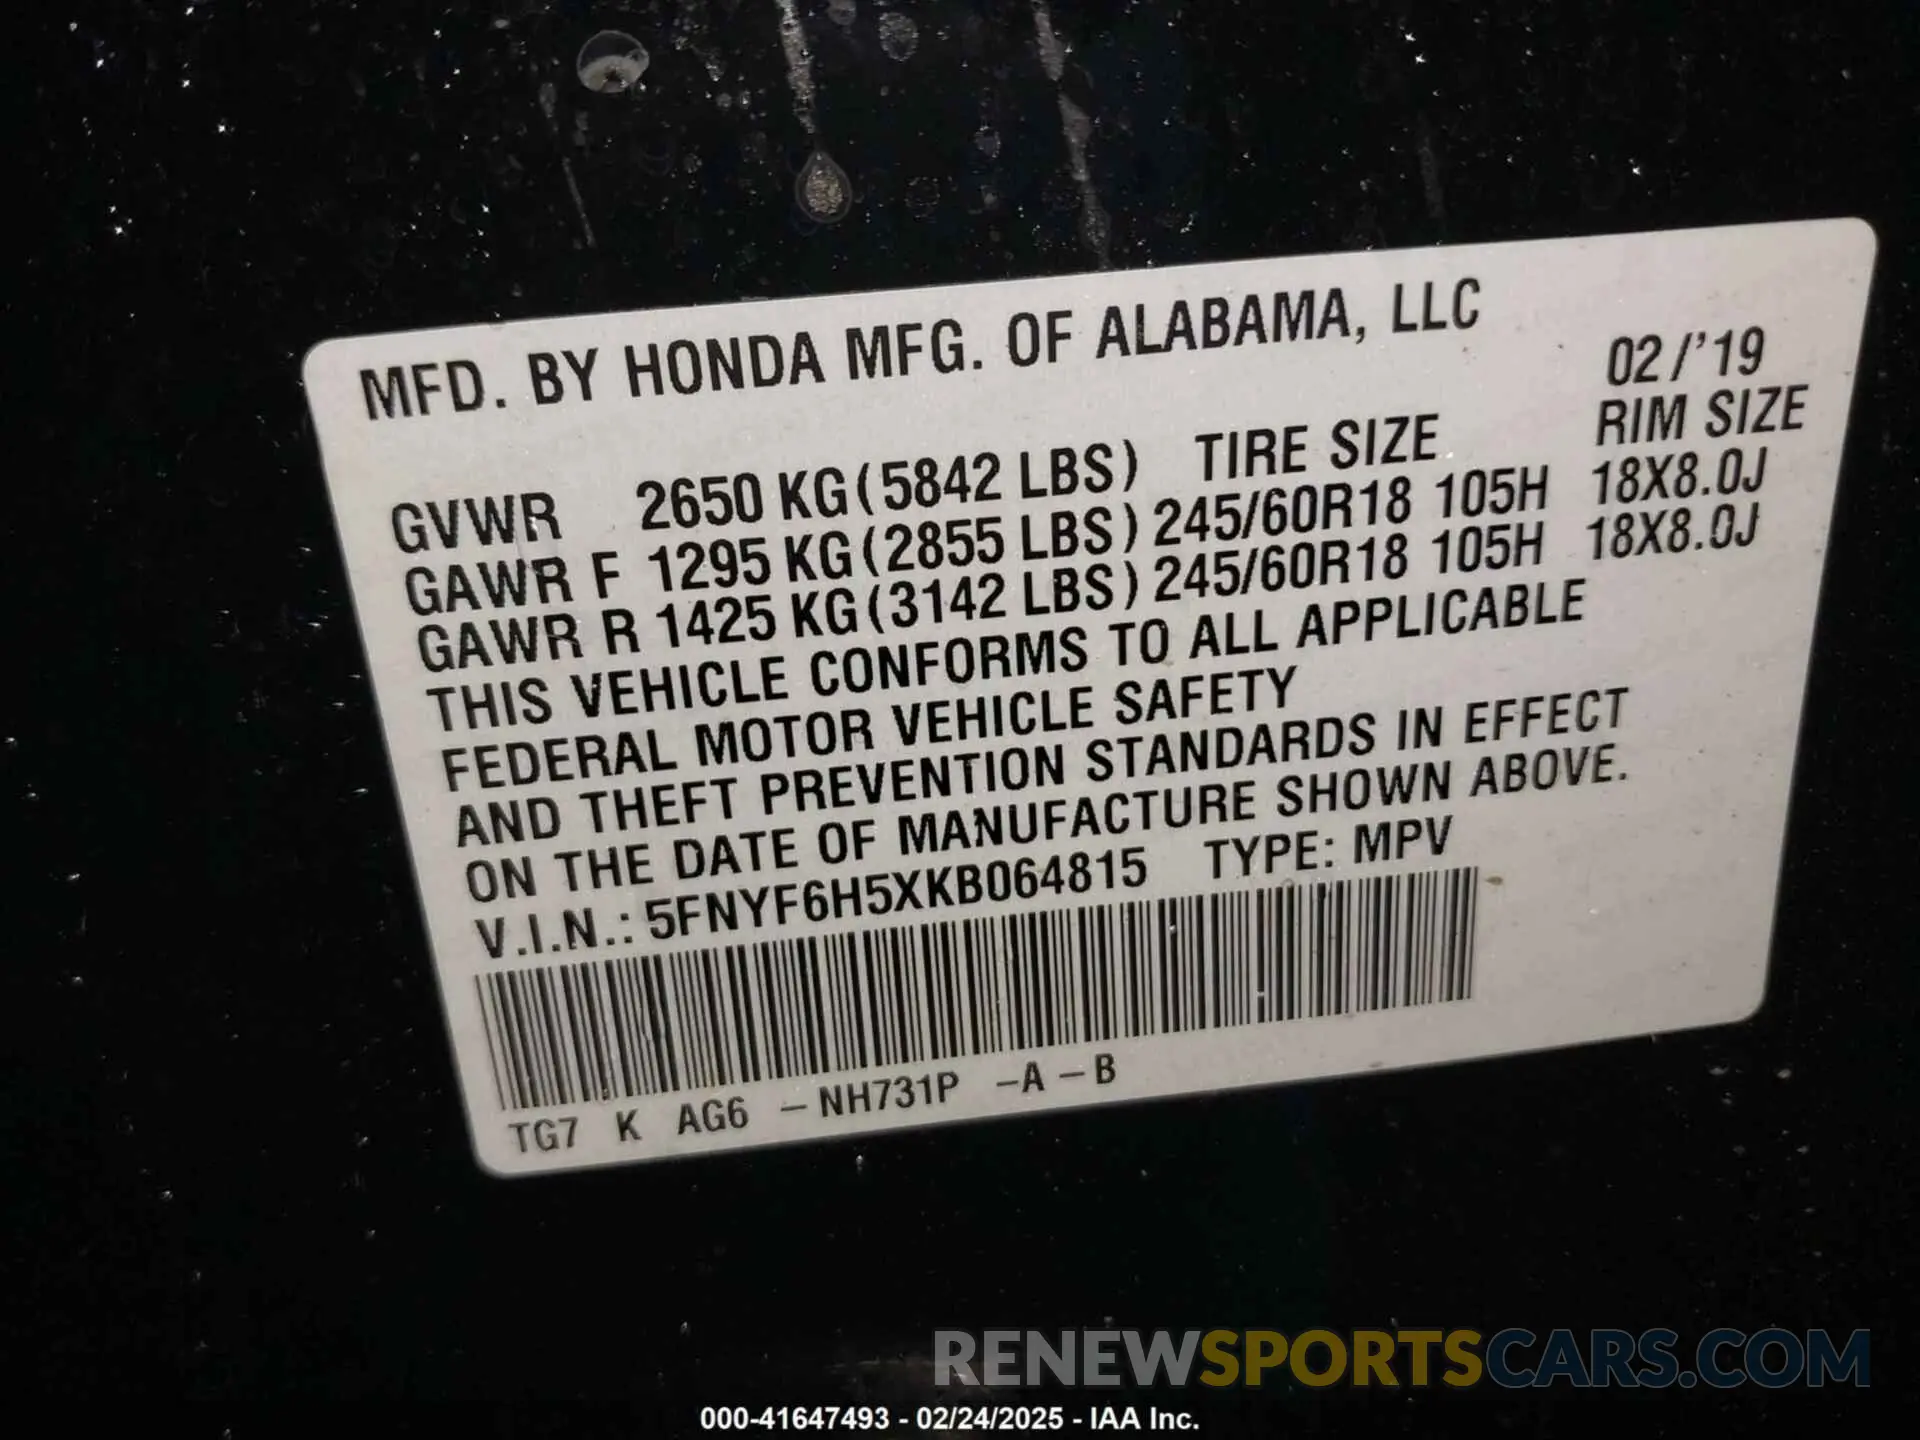 MFD. BY HONDA MFG. OF ALABAMA, LLC
02/'19
GVWR 2650 KG(5842 LBS) TIRE SIZE RIM SIZE
GAWR F 1295 KG(2855 LBS) 245/60R18 105H 18X8.0J
GAWR R 1425 KG(3142 LBS) 245/60R18 105H 18X8.0J
THIS VEHICLE CONFORMS TO ALL APPLICABLE
FEDERAL MOTOR VEHICLE SAFETY
AND THEFT PREVENTION STANDARDS IN EFFECT
ON THE DATE OF MANUFACTURE SHOWN ABOVE.
V.I.N.: 5FNYF6H5XKB064815 TYPE: MPV
TG7 K AG6 -NH731P -A-B
RENEWSPORTSCARS.COM
000-41647493 - 02/24/2025 - IAA Inc.